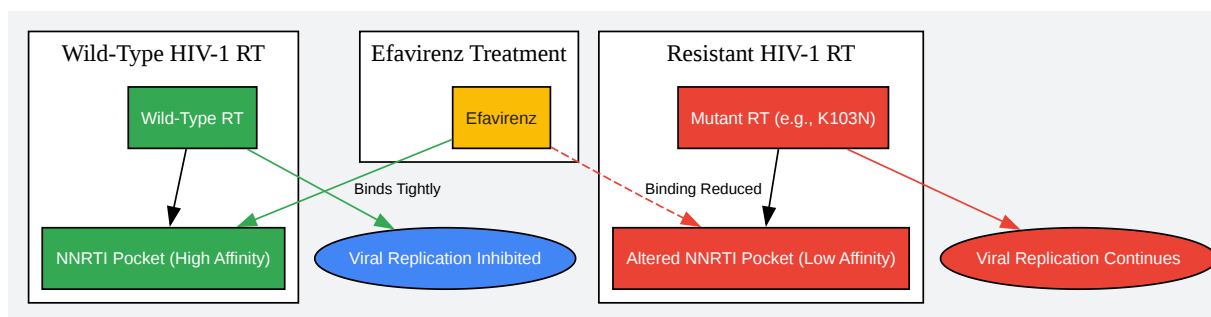 Wild-Type HIV-1 RT
Efavirenz Treatment
Resistant HIV-1 RT
Wild-Type RT
Efavirenz
Mutant RT (e.g., K103N)
Binds Tightly
Binding Reduced
NNRTI Pocket (High Affinity)
Viral Replication Inhibited
Altered NNRTI Pocket (Low Affinity)
Viral Replication Continues